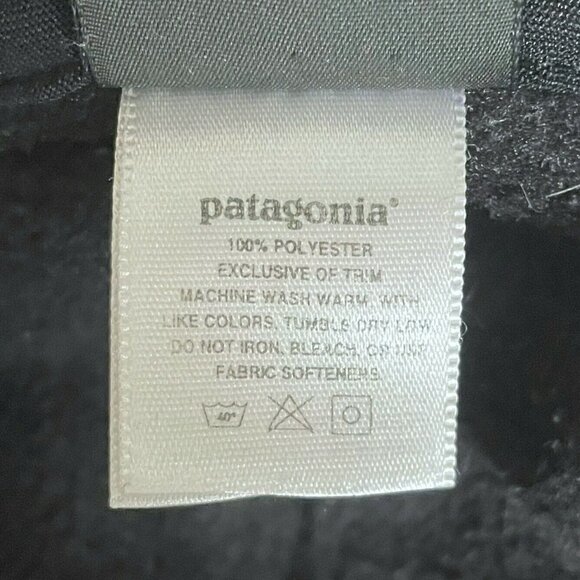 patagonia®
100% POLYESTER
EXCLUSIVE OF TRIM
MACHINE WASH WARM, WITH
LIKE COLORS, TUMBLE DRY LOW
DO NOT IRON, BLEACH, OR USE
FABRIC SOFTENERS
40°